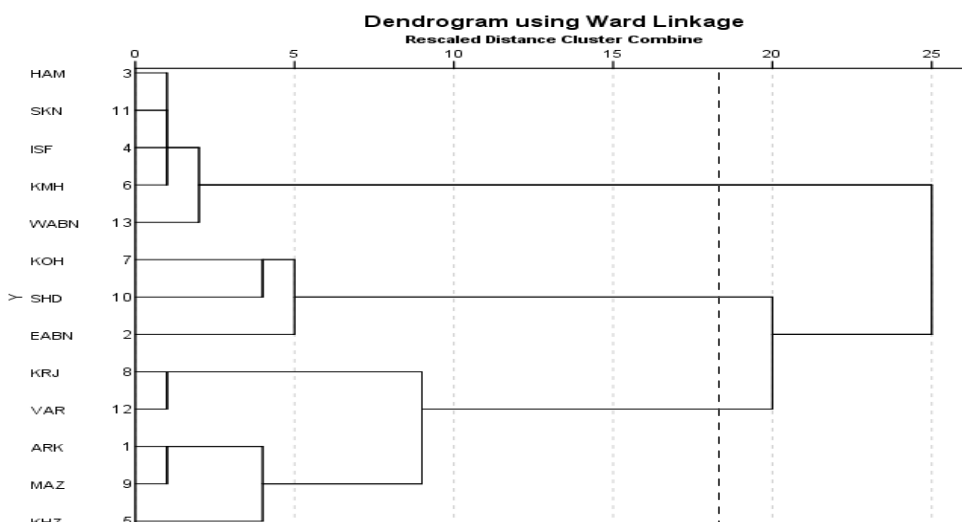 Dendrogram using Ward Linkage
Rescaled Distance Cluster Combine
0 5 10 15 20 25
HAM 3
SKN 11
ISF 4
KMH 6
WABN 13
KOH 7
Y SHD 10
EABN 2
KRJ 8
VAR 12
ARK 1
MAZ 9
KHZ 5